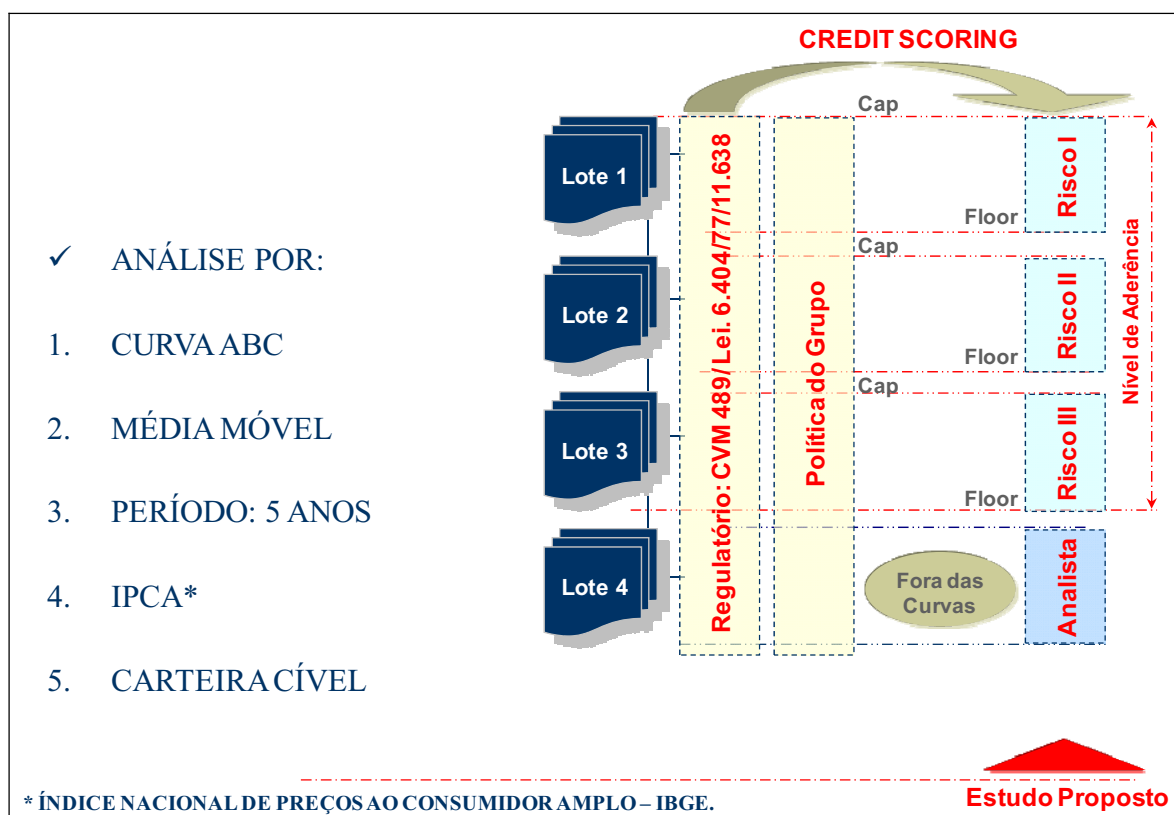 CREDIT SCORING
✓ ANÁLISE POR:
1. CURVA ABC
2. MÉDIA MÓVEL
3. PERÍODO: 5 ANOS
4. IPCA*
5. CARTEIRA CÍVEL
Lote 1
Lote 2
Lote 3
Lote 4
Regulatório: CVM 489/ Lei. 6.404/77/11.638
Política do Grupo
Cap
Floor
Cap
Floor
Cap
Floor
Fora das
Curvas
Risco I
Risco II
Risco III
Analista
Nível de Aderência
Estudo Proposto
* ÍNDICE NACIONAL DE PREÇOS AO CONSUMIDOR AMPLO – IBGE.